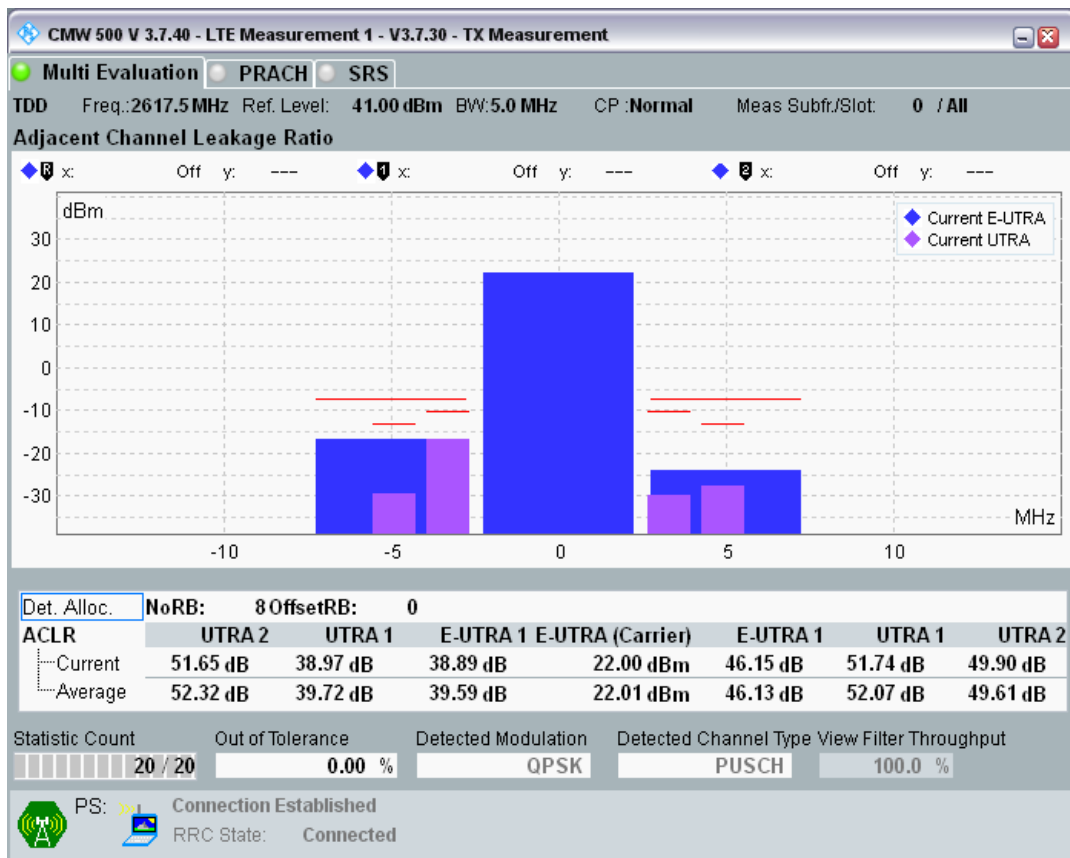 CMW 500 V 3.7.40 - LTE Measurement 1 - V3.7.30 - TX Measurement
Multi Evaluation PRACH SRS
TDD Freq.:2617.5 MHz Ref. Level: 41.00 dBm BW:5.0 MHz CP :Normal Meas Subfr./Slot: 0 / All
Adjacent Channel Leakage Ratio
R x: Off y: --- 1 x: Off y: --- 2 x: Off y: ---
dBm
Current E-UTRA
Current UTRA
30
20
10
0
-10
-20
-30
MHz
-10 -5 0 5 10
Det. Alloc. NoRB: 8 OffsetRB: 0
ACLR UTRA 2 UTRA 1 E-UTRA 1 E-UTRA (Carrier) E-UTRA 1 UTRA 1 UTRA 2
Current 51.65 dB 38.97 dB 38.89 dB 22.00 dBm 46.15 dB 51.74 dB 49.90 dB
Average 52.32 dB 39.72 dB 39.59 dB 22.01 dBm 46.13 dB 52.07 dB 49.61 dB
Statistic Count Out of Tolerance Detected Modulation Detected Channel Type View Filter Throughput
20 / 20 0.00 % QPSK PUSCH 100.0 %
PS: Connection Established
RRC State: Connected